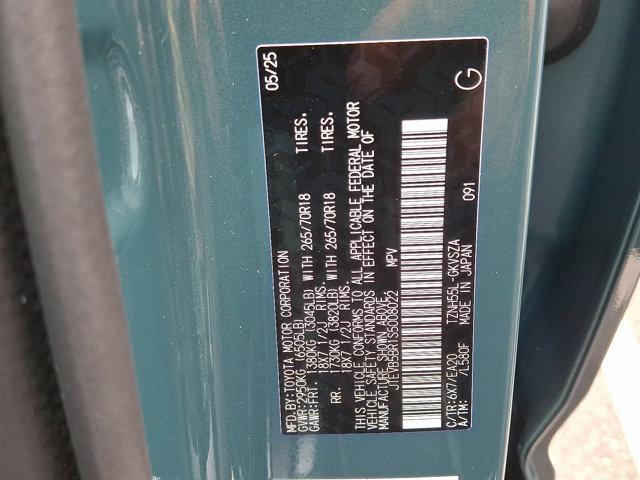 MFD.BY:TOYOTA MOTOR CORPORATION 05/25
GVWR:2950KG (6505LB)
GAWR:FRT. 1380KG (3045LB) WITH 265/70R18 TIRES.
18X7 1/2J RIMS.
RR. 1730KG (3820LB) WITH 265/70R18 TIRES.
18X7 1/2J RIMS.
THIS VEHICLE CONFORMS TO ALL APPLICABLE FEDERAL MOTOR
VEHICLE SAFETY STANDARDS IN EFFECT ON THE DATE OF
MANUFACTURE SHOWN ABOVE.
MPV
C/TR:6X7/EA20 TZNH55L-GKVSZA
A/TM: /L580F MADE IN JAPAN 091
G